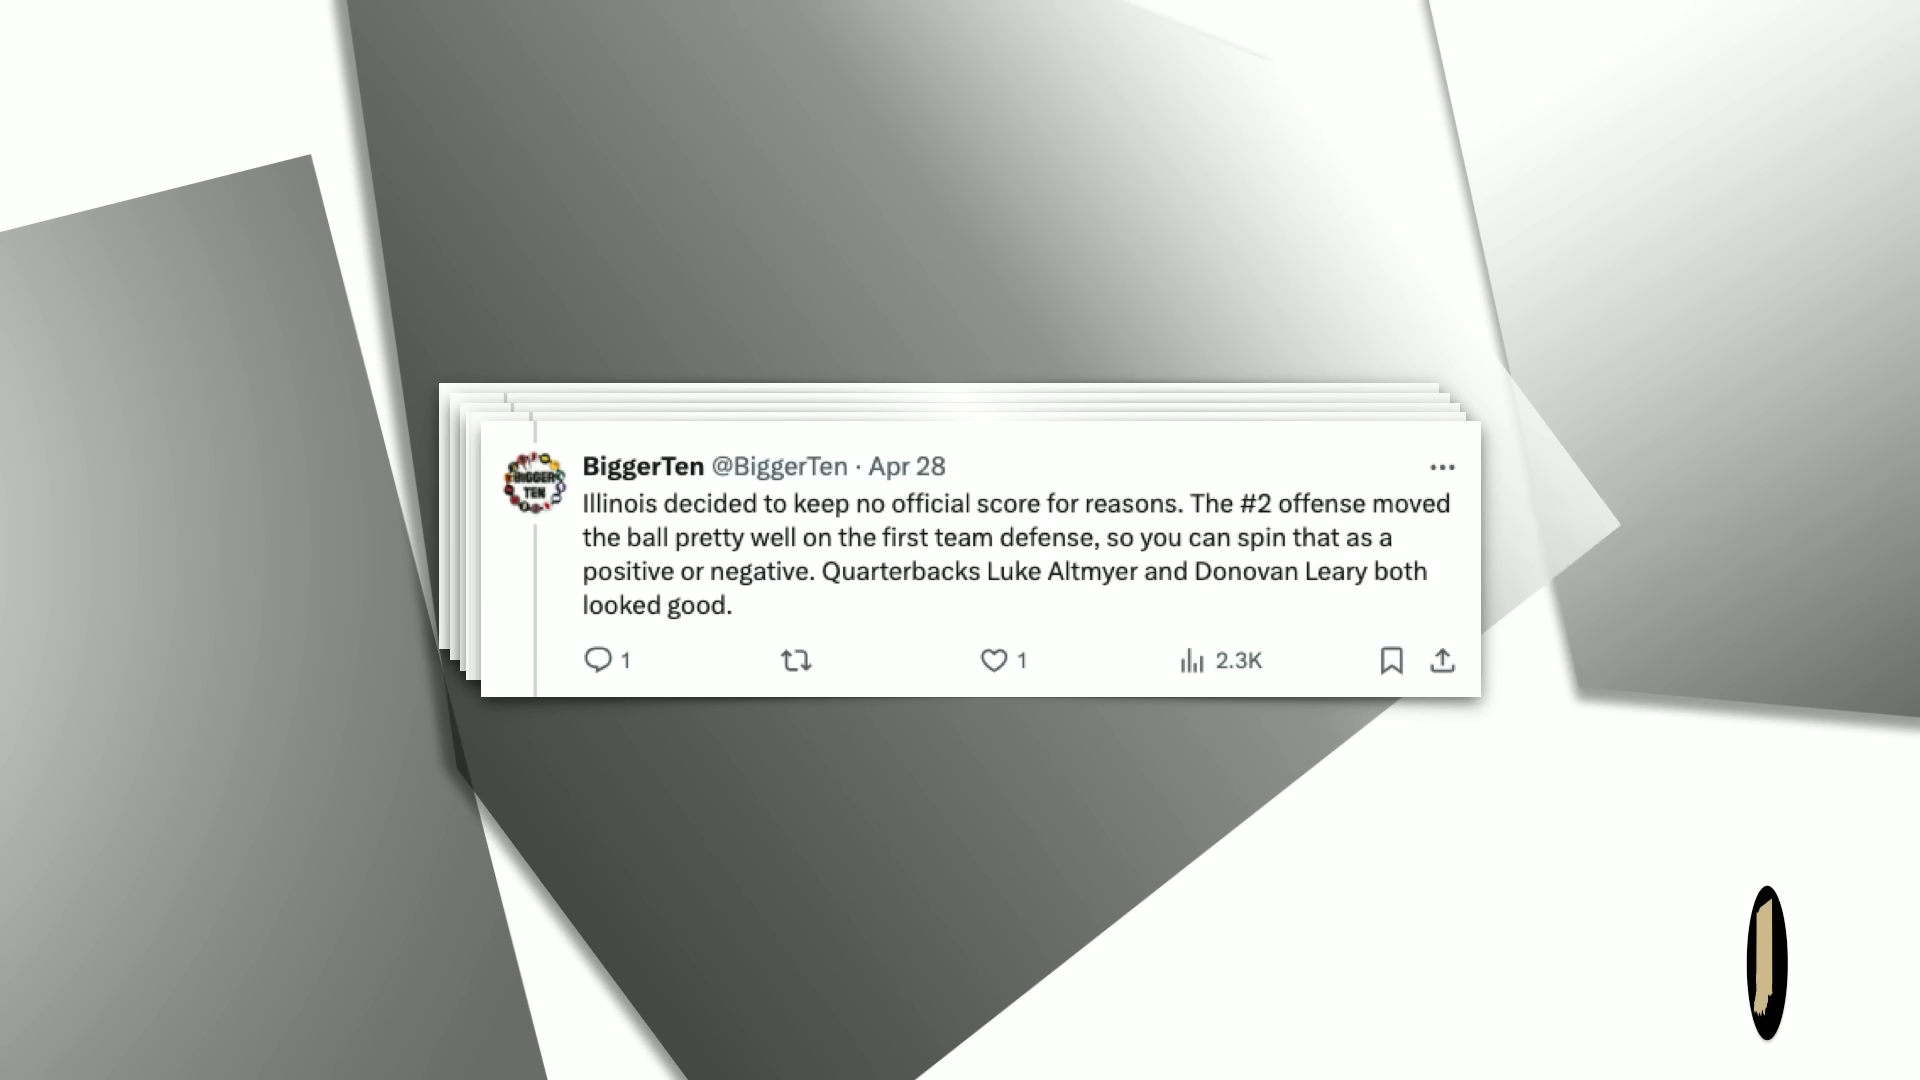 BIGGER
TEN
BiggerTen @BiggerTen · Apr 28
Illinois decided to keep no official score for reasons. The #2 offense moved
the ball pretty well on the first team defense, so you can spin that as a
positive or negative. Quarterbacks Luke Altmyer and Donovan Leary both
looked good.
1 1 2.3K